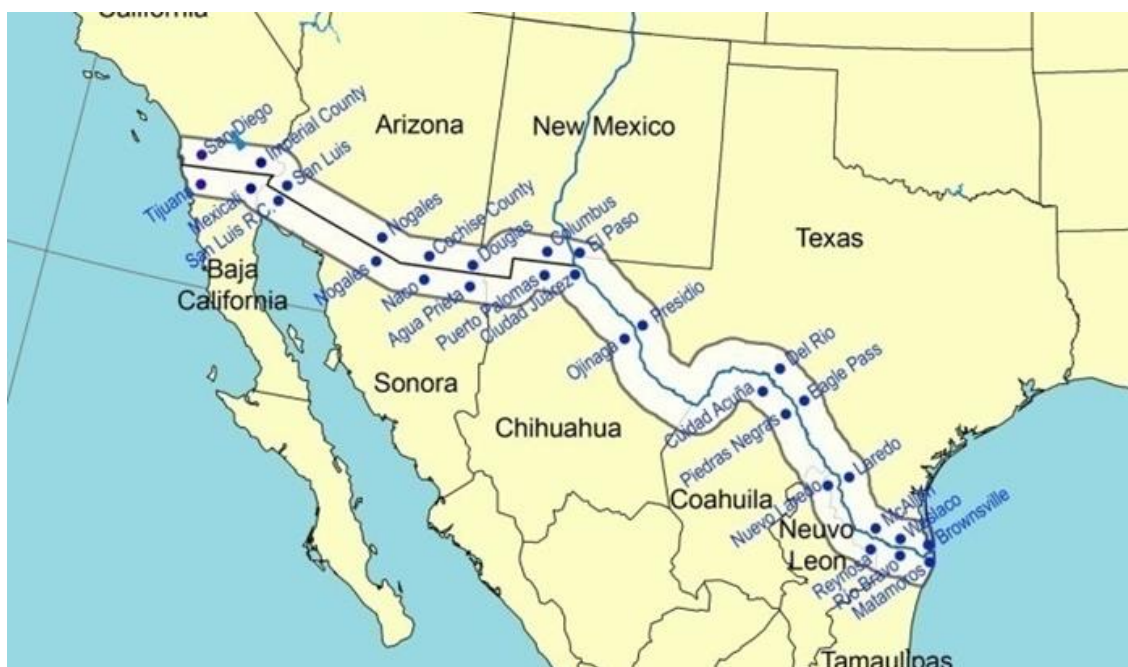 California
San Diego
Imperial County
San Luis
Arizona
New Mexico
Tijuana
Mexicali
San Luis R.C.
Nogales
Cochise County
Douglas
Columbus
El Paso
Texas
Baja
California
Nogales
Naco
Agua Prieta
Puerto Palomas
Ciudad Juárez
Presidio
Ojinaga
Sonora
Chihuahua
Del Rio
Cuidad Acuña
Eagle Pass
Piedras Negras
Coahuila
Laredo
Nuevo Laredo
Neuvo
Leon
McAllen
Weslaco
Brownsville
Reynosa
Rio Bravo
Matamoros
Tamaulipas